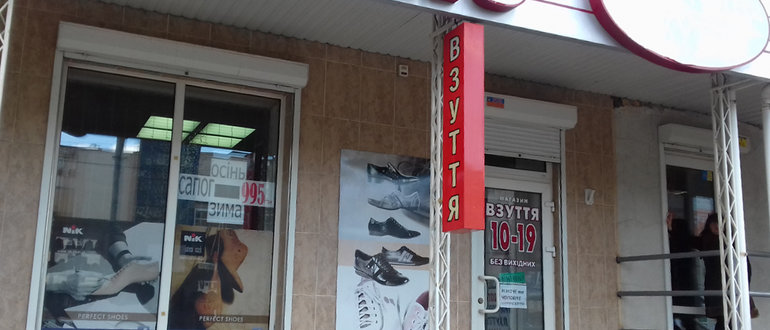 ВЗУТТЯ
осінь
сапог
995
зима
NiK
NiK
PERFECT SHOES
PERFECT SHOES
МАГАЗИН
ВЗУТТЯ
10-19
БЕЗ ВИХІДНИХ